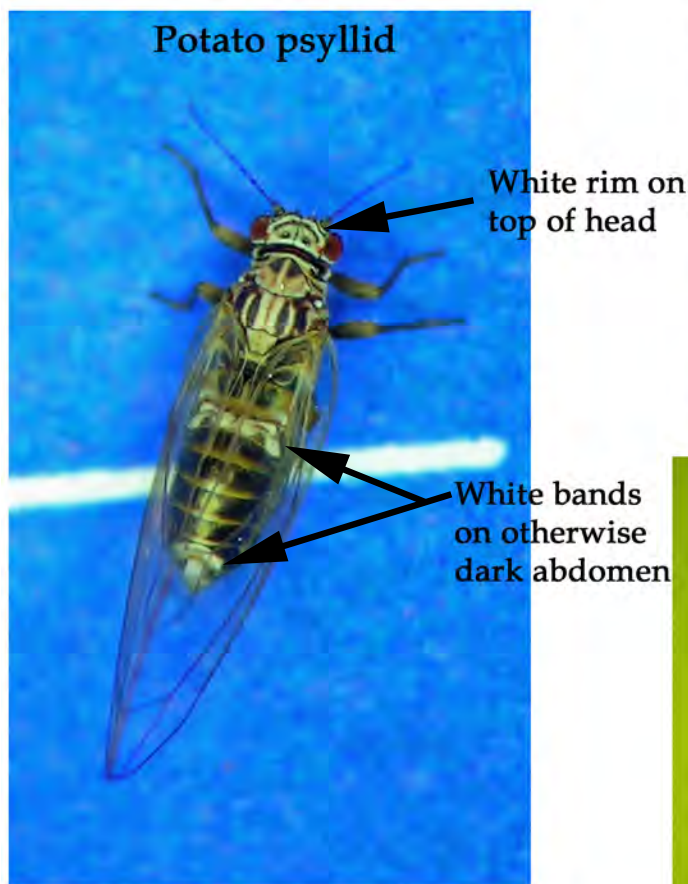 Potato psyllid
White rim on
top of head
White bands
on otherwise
dark abdomen